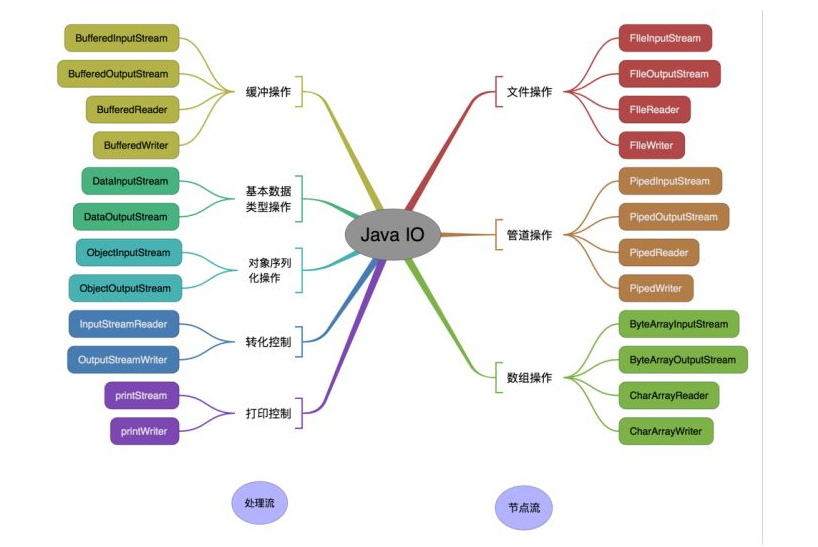 BufferedInputStream
BufferedOutputStream
BufferedReader
BufferedWriter
缓冲操作
DataInputStream
DataOutputStream
基本数据
类型操作
ObjectInputStream
ObjectOutputStream
对象序列
化操作
InputStreamReader
OutputStreamWriter
转化控制
printStream
printWriter
打印控制
Java IO
文件操作
FIleInputStream
FIleOutputStream
FIleReader
FIleWriter
管道操作
PipedInputStream
PipedOutputStream
PipedReader
PipedWriter
数组操作
ByteArrayInputStream
ByteArrayOutputStream
CharArrayReader
CharArrayWriter
处理流
节点流